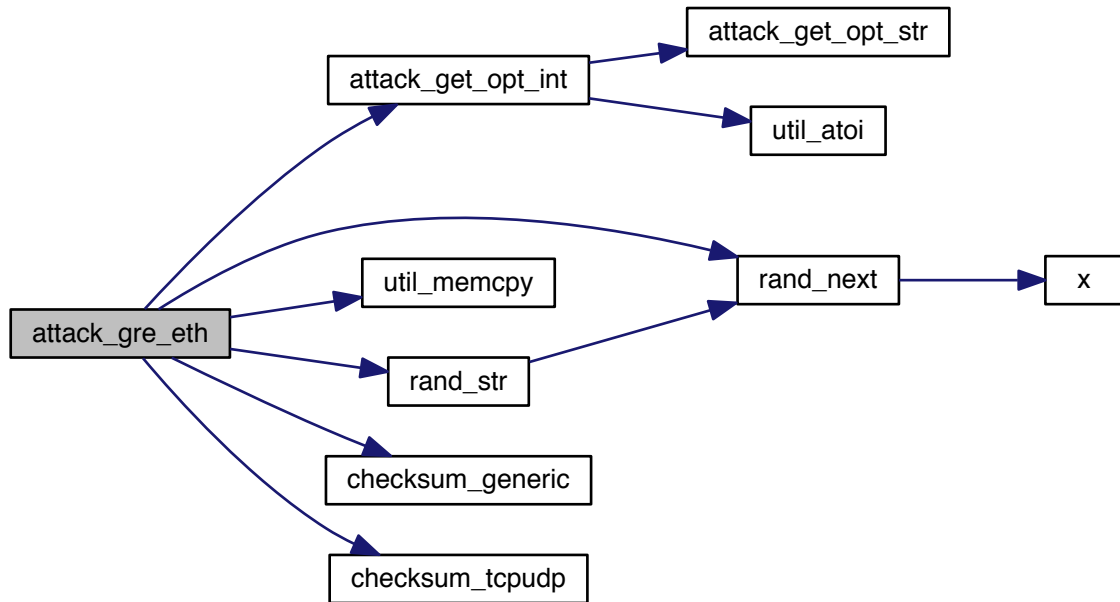 attack_get_opt_str
attack_get_opt_int
util_atoi
rand_next
x
util_memcpy
attack_gre_eth
rand_str
checksum_generic
checksum_tcpudp